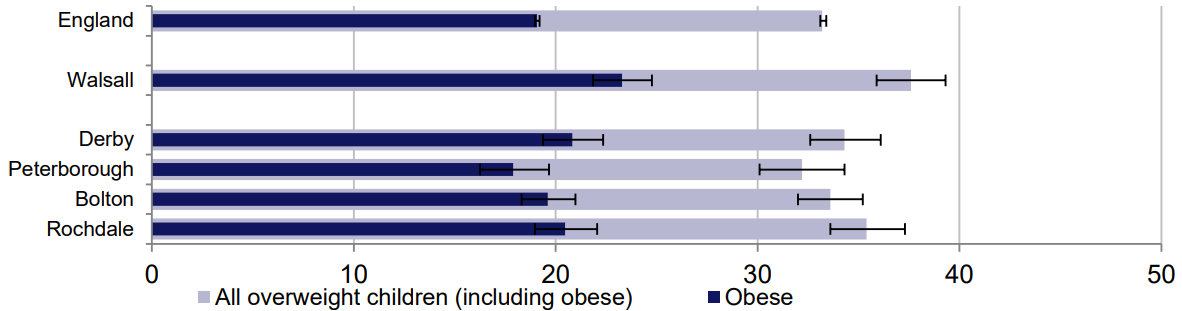 England
Walsall
Derby
Peterborough
Bolton
Rochdale
0 10 20 30 40 50
All overweight children (including obese) Obese